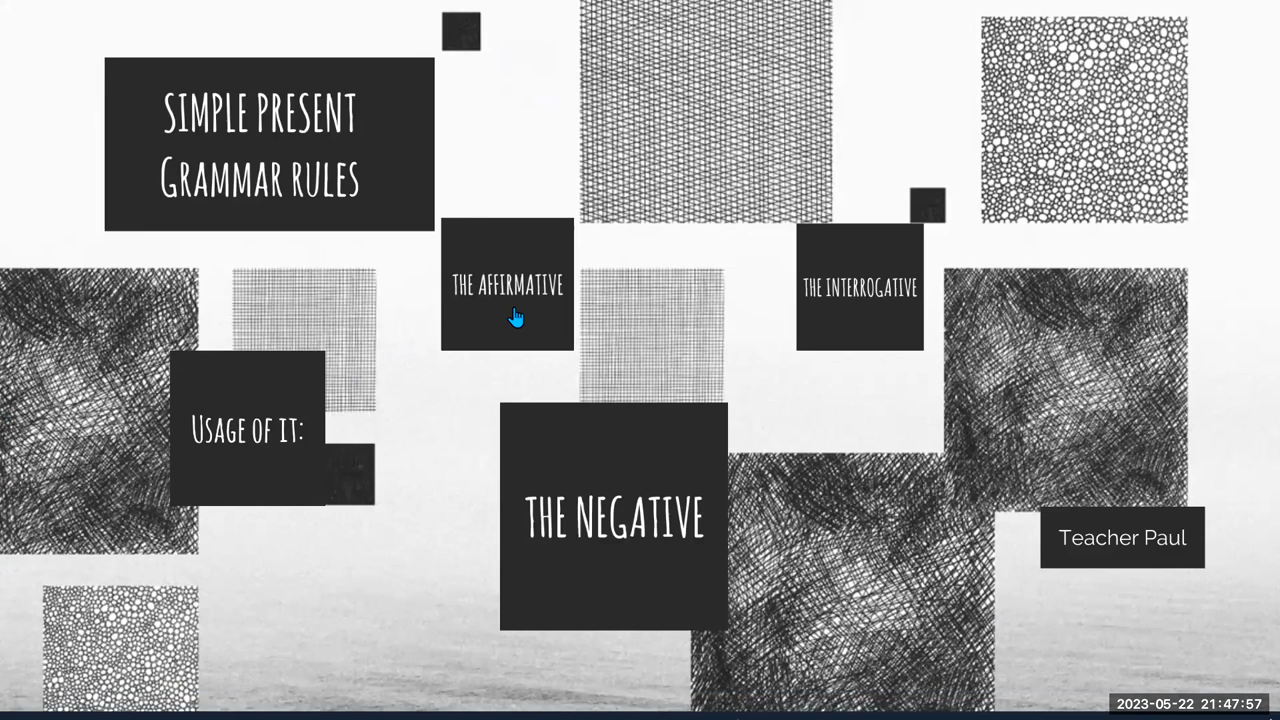 SIMPLE PRESENT
GRAMMAR RULES
THE AFFIRMATIVE
THE INTERROGATIVE
USAGE OF IT:
THE NEGATIVE
Teacher Paul
2023-05-22 21:47:57